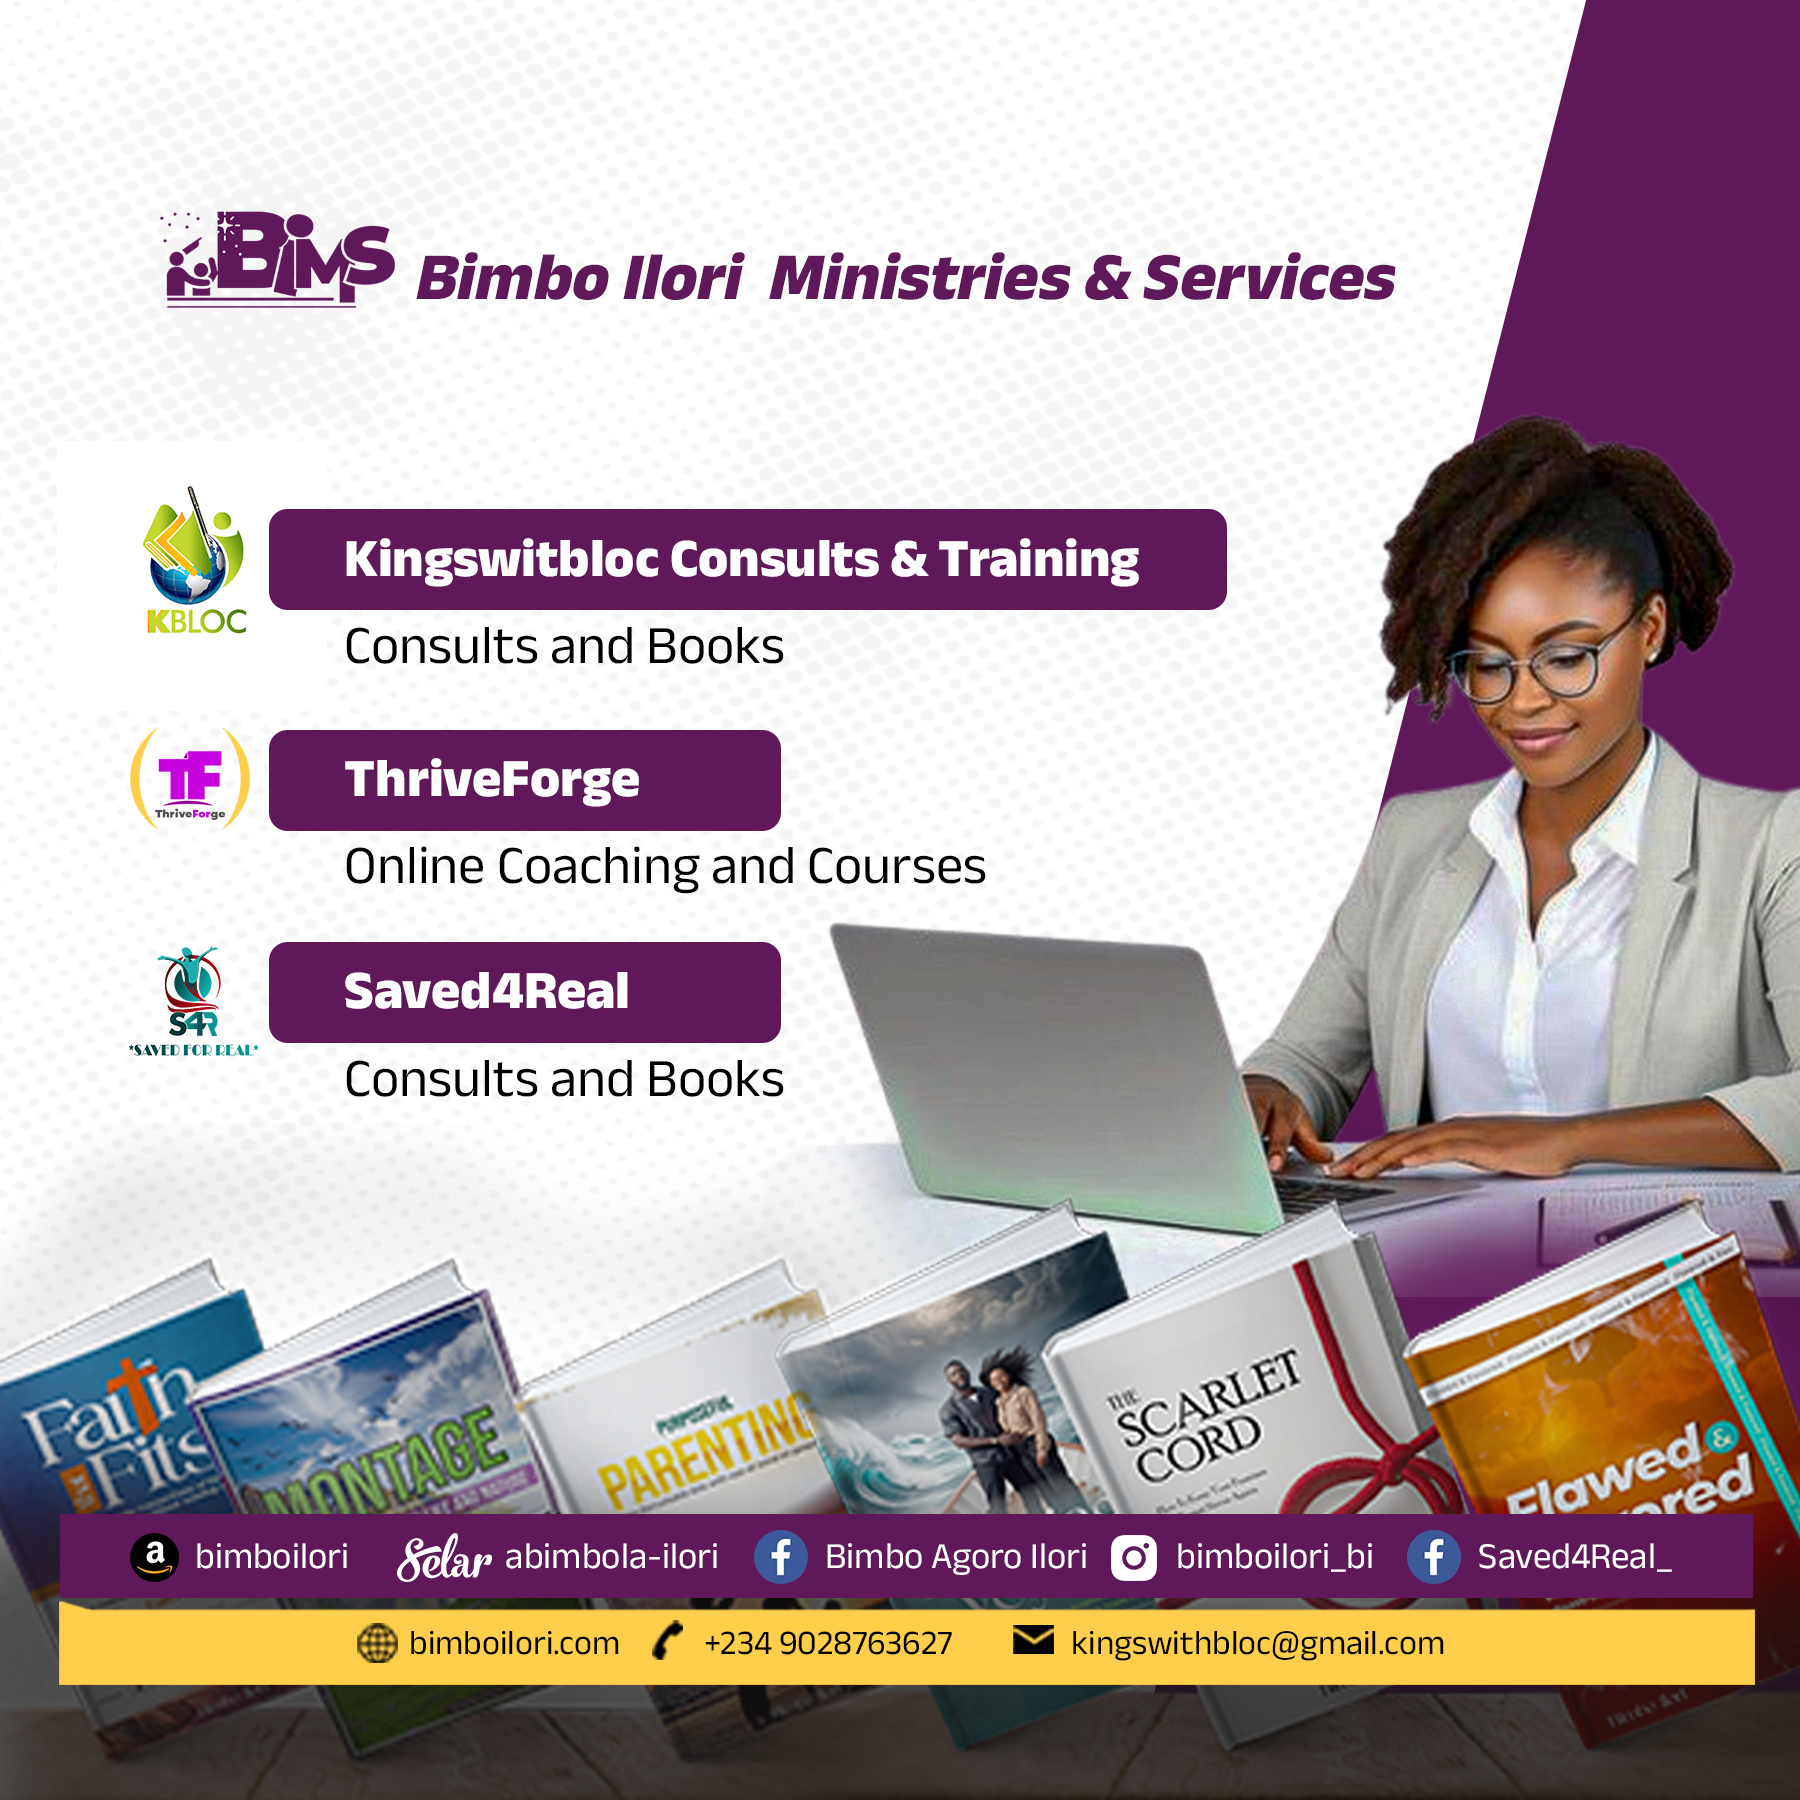 BiMS
Bimbo Ilori Ministries & Services
KBLOC
Kingswitbloc Consults & Training
Consults and Books
TF
ThriveForge
ThriveForge
Online Coaching and Courses
S4R
*SAVED FOR REAL*
Saved4Real
Consults and Books
Faith
Fits
MONTAGE
AND NATURE
PURPOSEFUL
PARENTING
THE
SCARLET
CORD
Flawed &
a bimboilori
Selar abimbola-ilori
f Bimbo Agoro Ilori
bimboilori_bi
f Saved4Real_
bimboilori.com
+234 9028763627
kingswithbloc@gmail.com